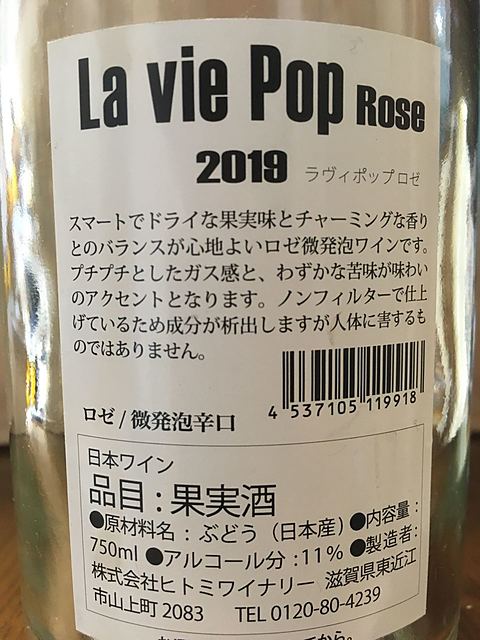 La vie Pop Rose
2019 ラヴィポップロゼ
スマートでドライな果実味とチャーミングな香り
とのバランスが心地よいロゼ微発泡ワインです。
プチプチとしたガス感と、わずかな苦味が味わい
のアクセントとなります。ノンフィルターで仕上
げているため成分が析出しますが人体に害するも
のではありません。
4 537105 119918
ロゼ / 微発泡辛口
日本ワイン
品目：果実酒
●原材料名：ぶどう（日本産）●内容量：
750ml ●アルコール分：11% ●製造者：
株式会社ヒトミワイナリー 滋賀県東近江
市山上町 2083 TEL 0120-80-4239